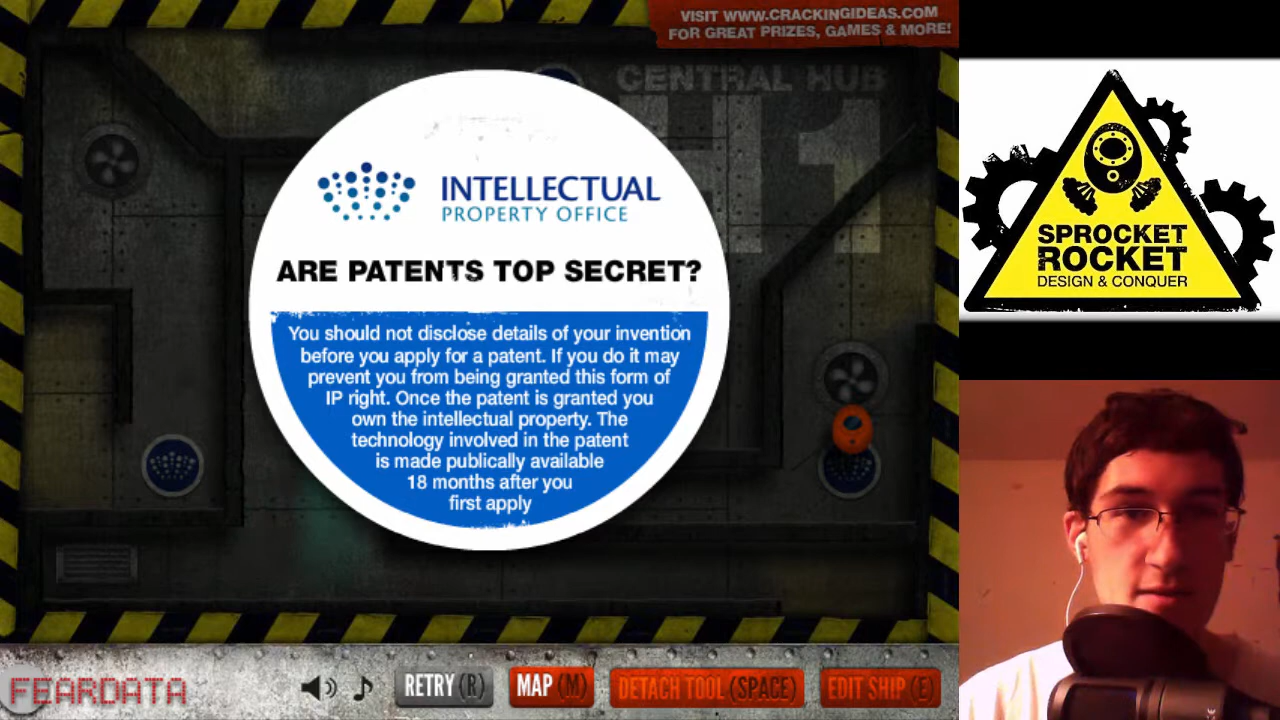 VISIT WWW.CRACKINGIDEAS.COM
FOR GREAT PRIZES, GAMES & MORE!
CENTRAL HUB
H1
INTELLECTUAL
PROPERTY OFFICE
ARE PATENTS TOP SECRET?
You should not disclose details of your invention
before you apply for a patent. If you do it may
prevent you from being granted this form of
IP right. Once the patent is granted you
own the intellectual property. The
technology involved in the patent
is made publically available
18 months after you
first apply
SPROCKET
ROCKET
DESIGN & CONQUER
FEARDATA
RETRY (R)
MAP (M)
DETACH TOOL (SPACE)
EDIT SHIP (E)